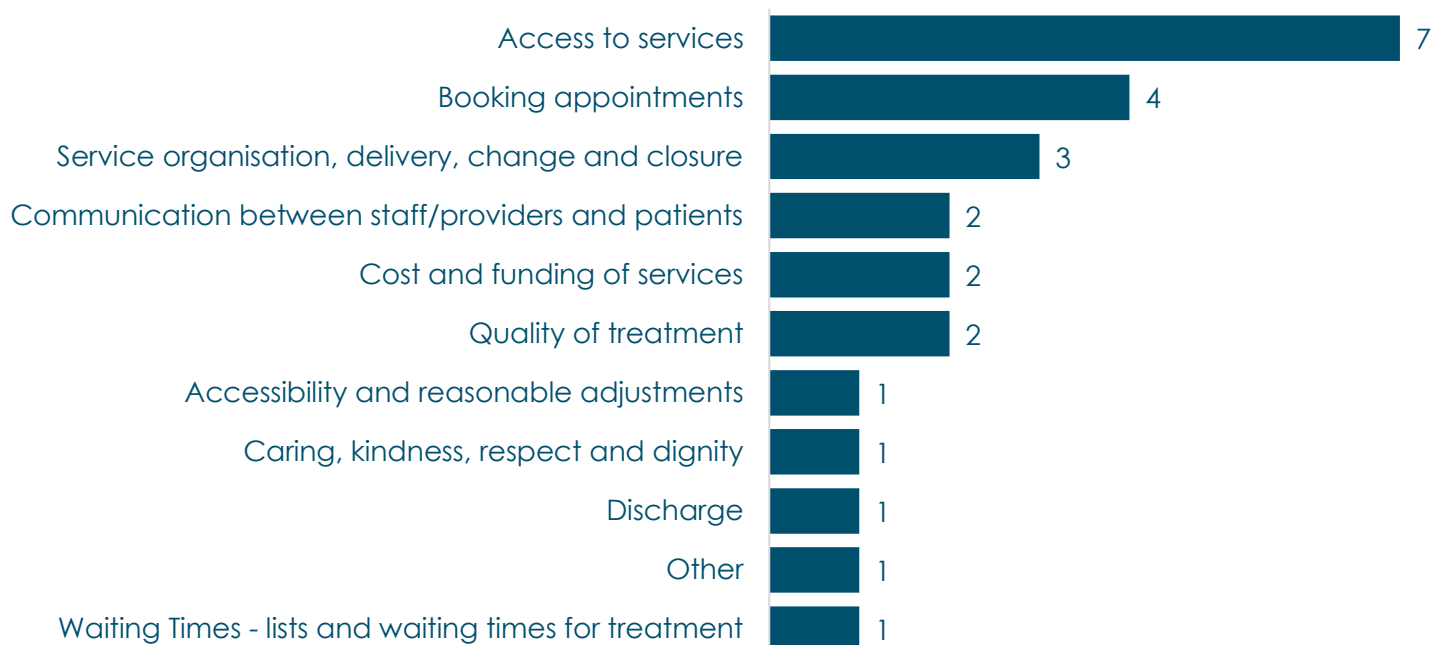 Access to services 7
Booking appointments 4
Service organisation, delivery, change and closure 3
Communication between staff/providers and patients 2
Cost and funding of services 2
Quality of treatment 2
Accessibility and reasonable adjustments 1
Caring, kindness, respect and dignity 1
Discharge 1
Other 1
Waiting Times - lists and waiting times for treatment 1